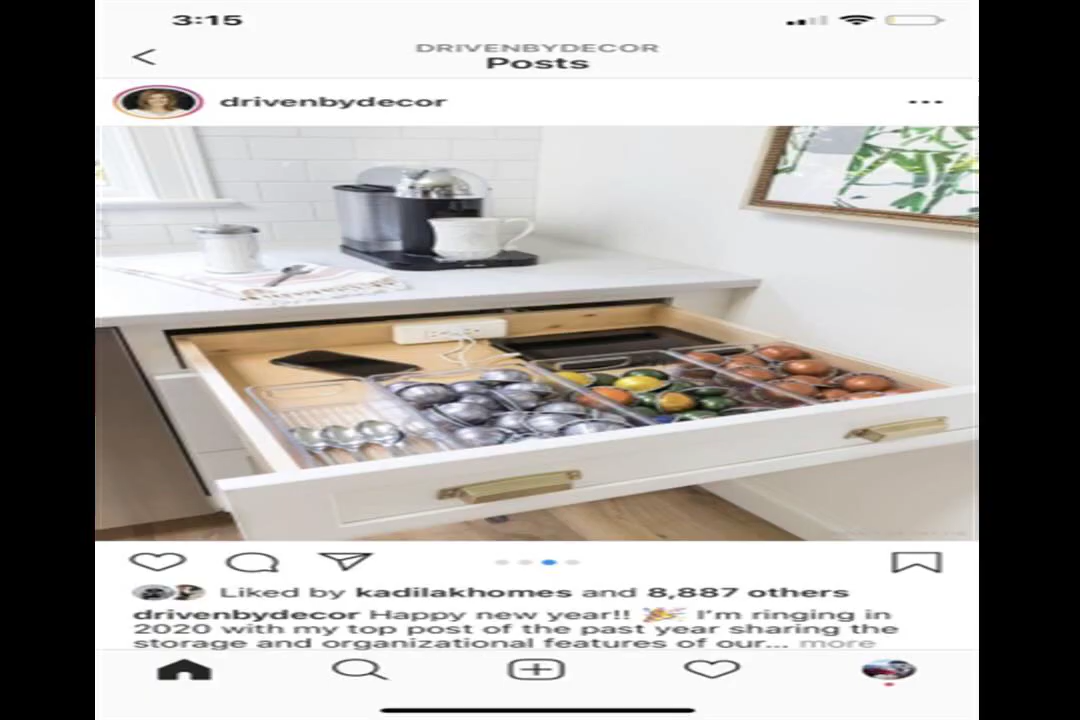 3:15
DRIVENBYDECOR
Posts
drivenbydecor
Liked by kadilakhomes and 8,887 others
drivenbydecor Happy new year!! 🎉 I'm ringing in
2020 with my top post of the past year sharing the
storage and organizational features of our... more